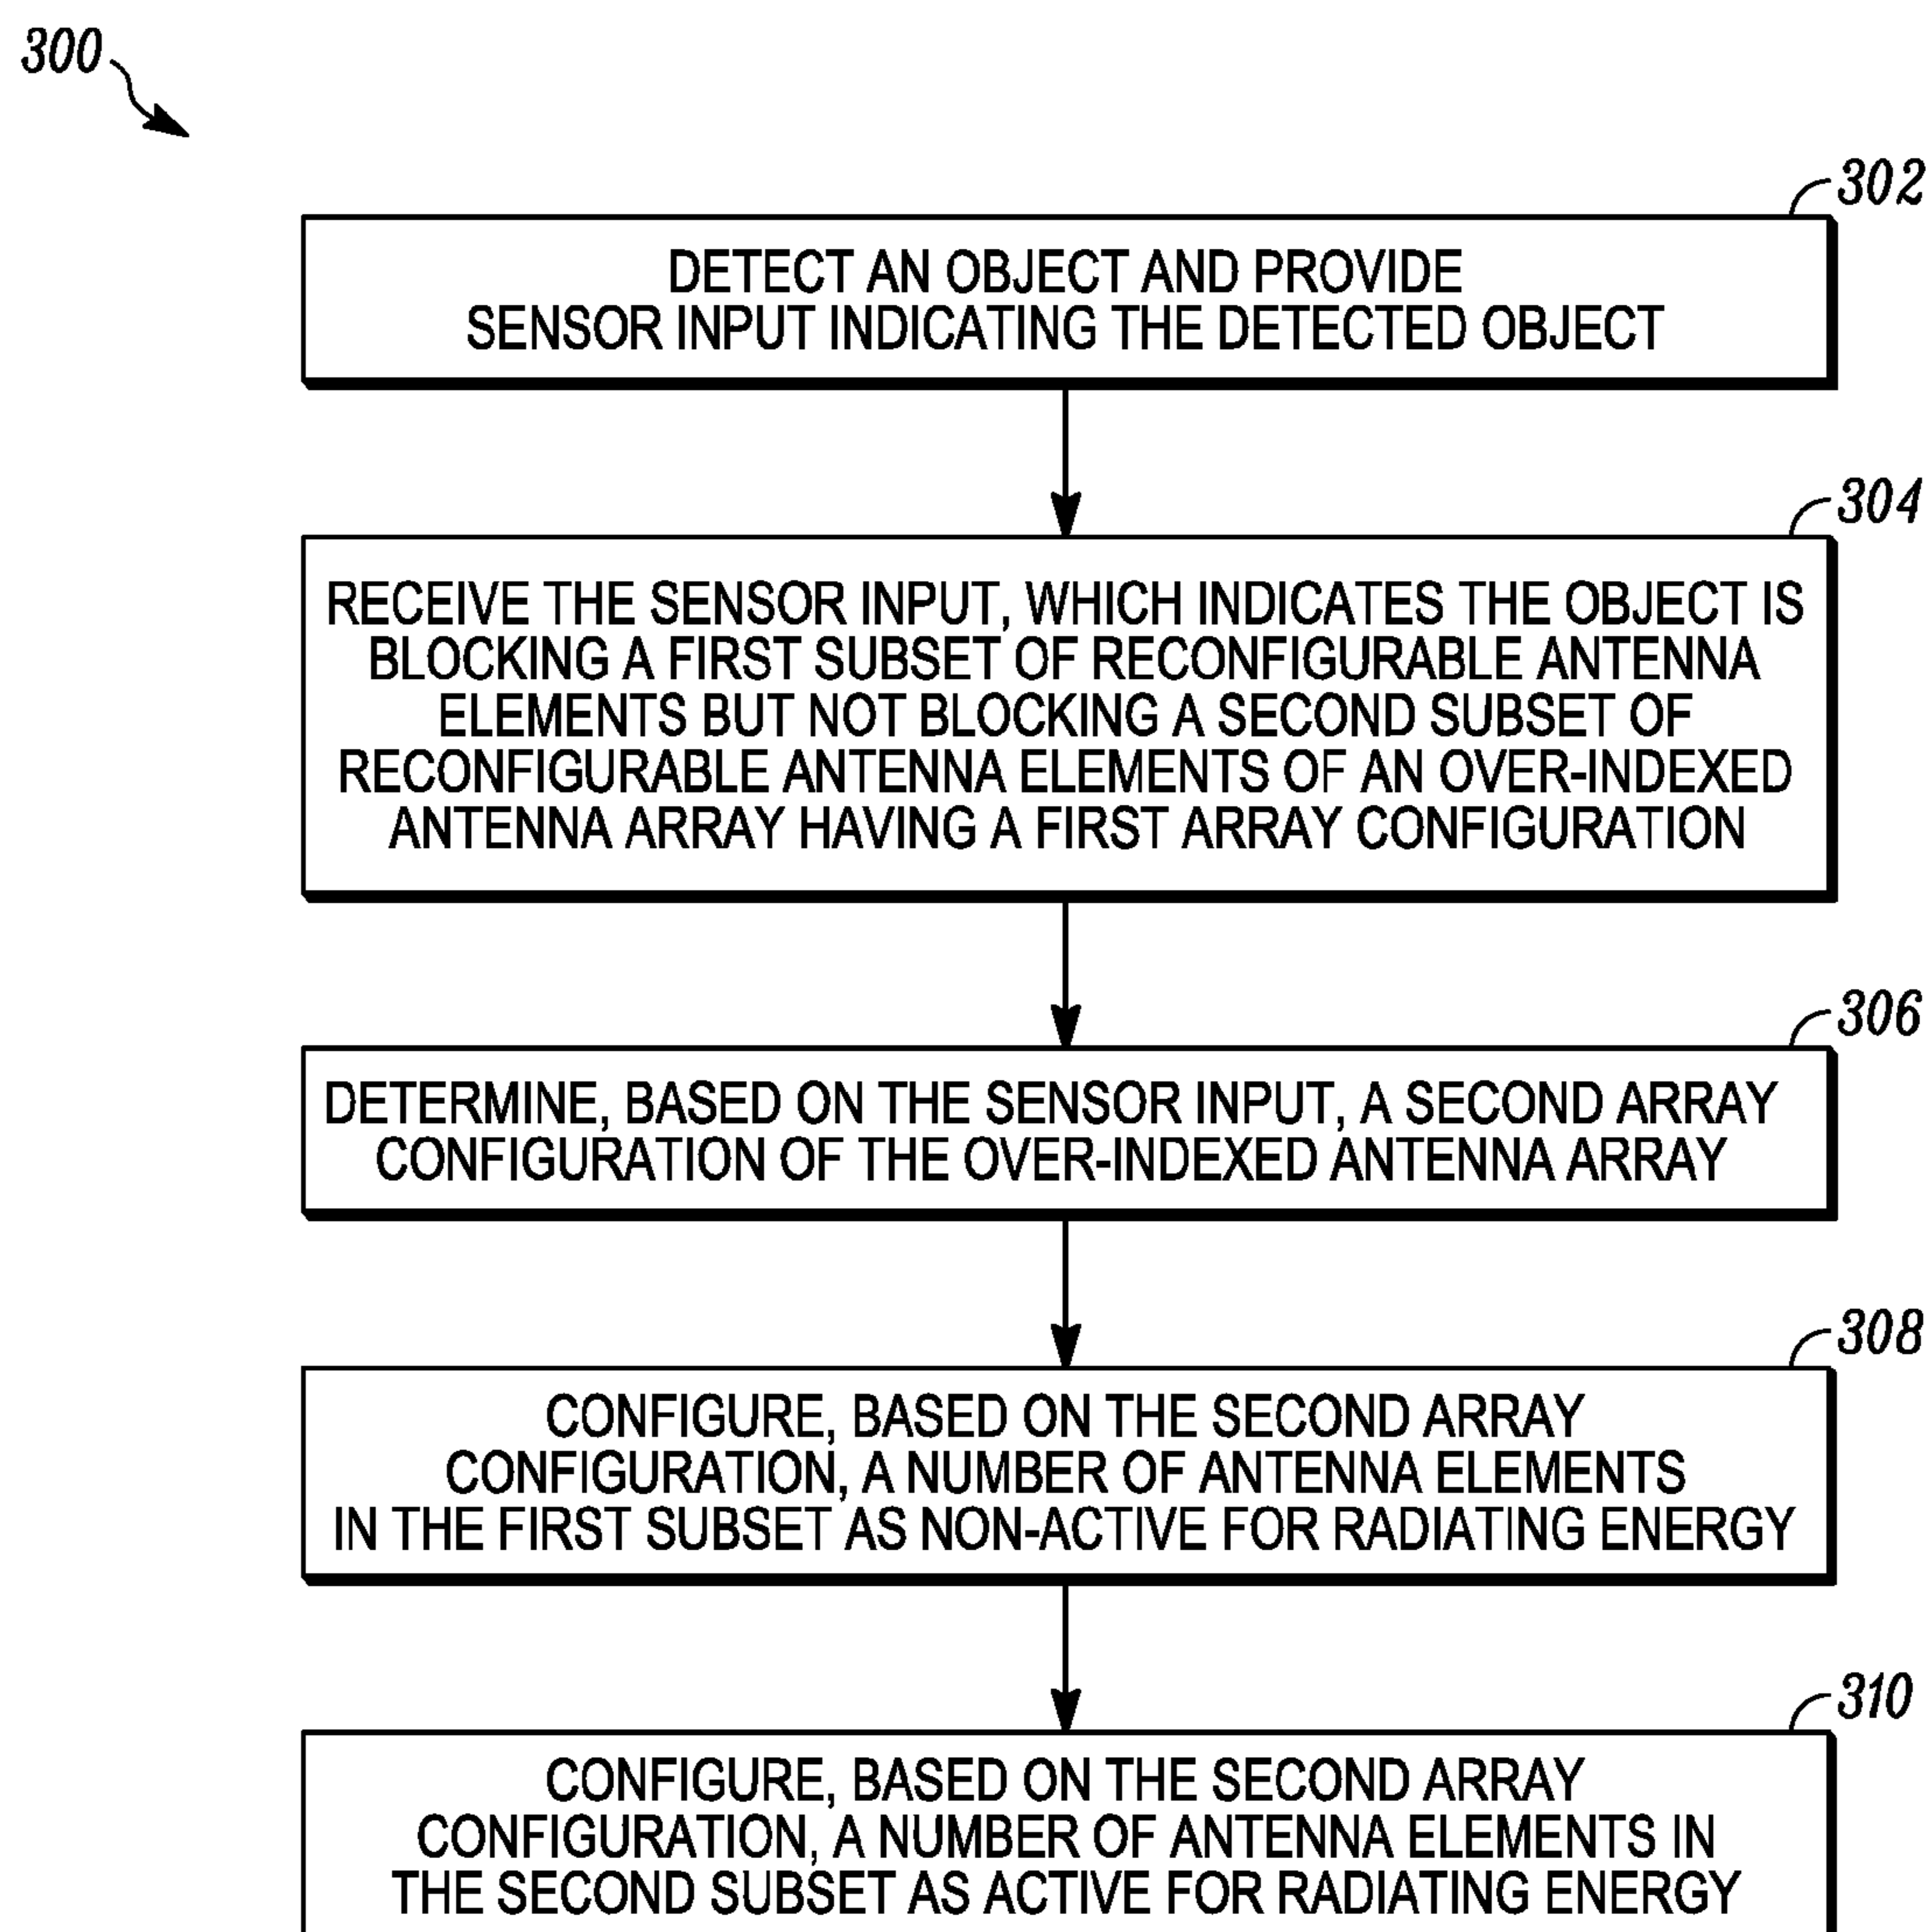 300
302
DETECT AN OBJECT AND PROVIDE
SENSOR INPUT INDICATING THE DETECTED OBJECT
304
RECEIVE THE SENSOR INPUT, WHICH INDICATES THE OBJECT IS
BLOCKING A FIRST SUBSET OF RECONFIGURABLE ANTENNA
ELEMENTS BUT NOT BLOCKING A SECOND SUBSET OF
RECONFIGURABLE ANTENNA ELEMENTS OF AN OVER-INDEXED
ANTENNA ARRAY HAVING A FIRST ARRAY CONFIGURATION
306
DETERMINE, BASED ON THE SENSOR INPUT, A SECOND ARRAY
CONFIGURATION OF THE OVER-INDEXED ANTENNA ARRAY
308
CONFIGURE, BASED ON THE SECOND ARRAY
CONFIGURATION, A NUMBER OF ANTENNA ELEMENTS
IN THE FIRST SUBSET AS NON-ACTIVE FOR RADIATING ENERGY
310
CONFIGURE, BASED ON THE SECOND ARRAY
CONFIGURATION, A NUMBER OF ANTENNA ELEMENTS IN
THE SECOND SUBSET AS ACTIVE FOR RADIATING ENERGY